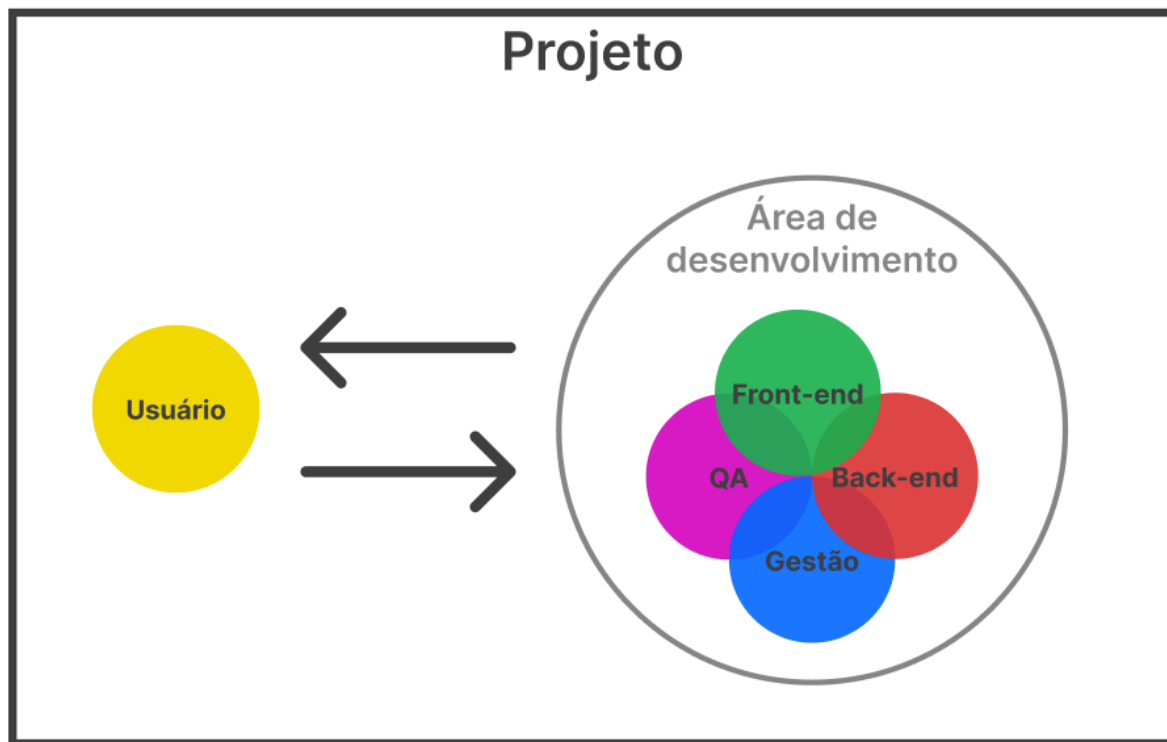 Projeto
Área de
desenvolvimento
Front-end
Usuário
QA
Back-end
Gestão